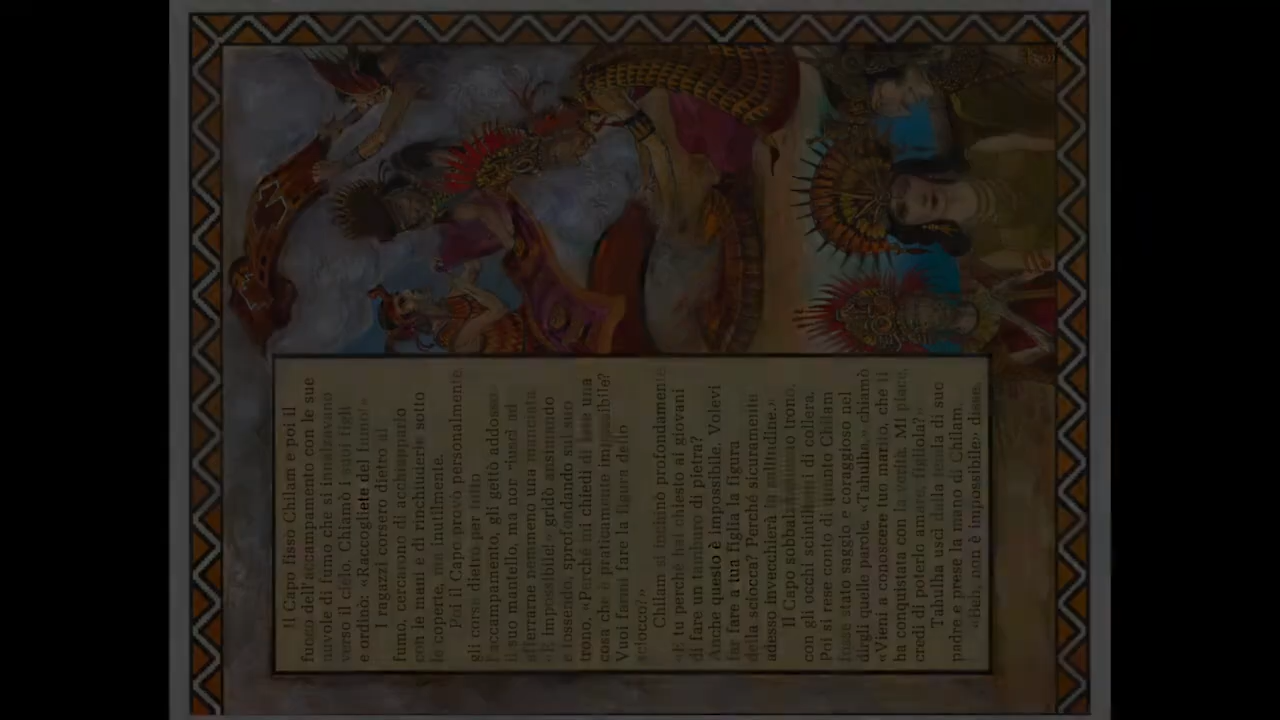 Il Capo fissò Chilam e poi il
fuoco dell'accampamento con le sue
nuvole di fumo che si innalzavano
verso il cielo. Chiamò i suoi figli
e ordinò: «Raccogliete del fumo!»
I ragazzi corsero dietro al
fumo, cercarono di acchiapparlo
con le mani e di rinchiudere sotto
le coperte, ma inutilmente.
Poi il Capo provò personalmente
gli corse dietro per tutto
l'accampamento, gli gettò addosso
il suo mantello, ma non riuscì ad
afferrarne nemmeno una manciata
«È impossibile!» gridò ansimando
e tossendo, sprofondando sul suo
trono, «Perché mi chiedi di fare una
cosa che è praticamente impossibile?
Vuoi farmi fare la figura dello
sciocco?»
Chilam si inchinò profondamente
«E tu perché hai chiesto ai giovani
di fare un tamburo di pietra?
Anche questo è impossibile. Volevi
far fare a tua figlia la figura
della sciocca? Perché sicuramente
adesso invecchierà in solitudine.»
Il Capo sobbalzò sul suo trono,
con gli occhi scintillanti di collera.
Poi si rese conto di quanto Chilam
fosse stato saggio e coraggioso nel
dirgli quelle parole. «Tabulha,» chiamò
«Vieni a conoscere tuo marito, che ti
ha conquistata con la verità. Mi piace,
credi di poterlo amare, figliola?»
Tabulha uscì dalla tenda di suo
padre e prese la mano di Chilam.
«Beh, non è impossibile,» disse.